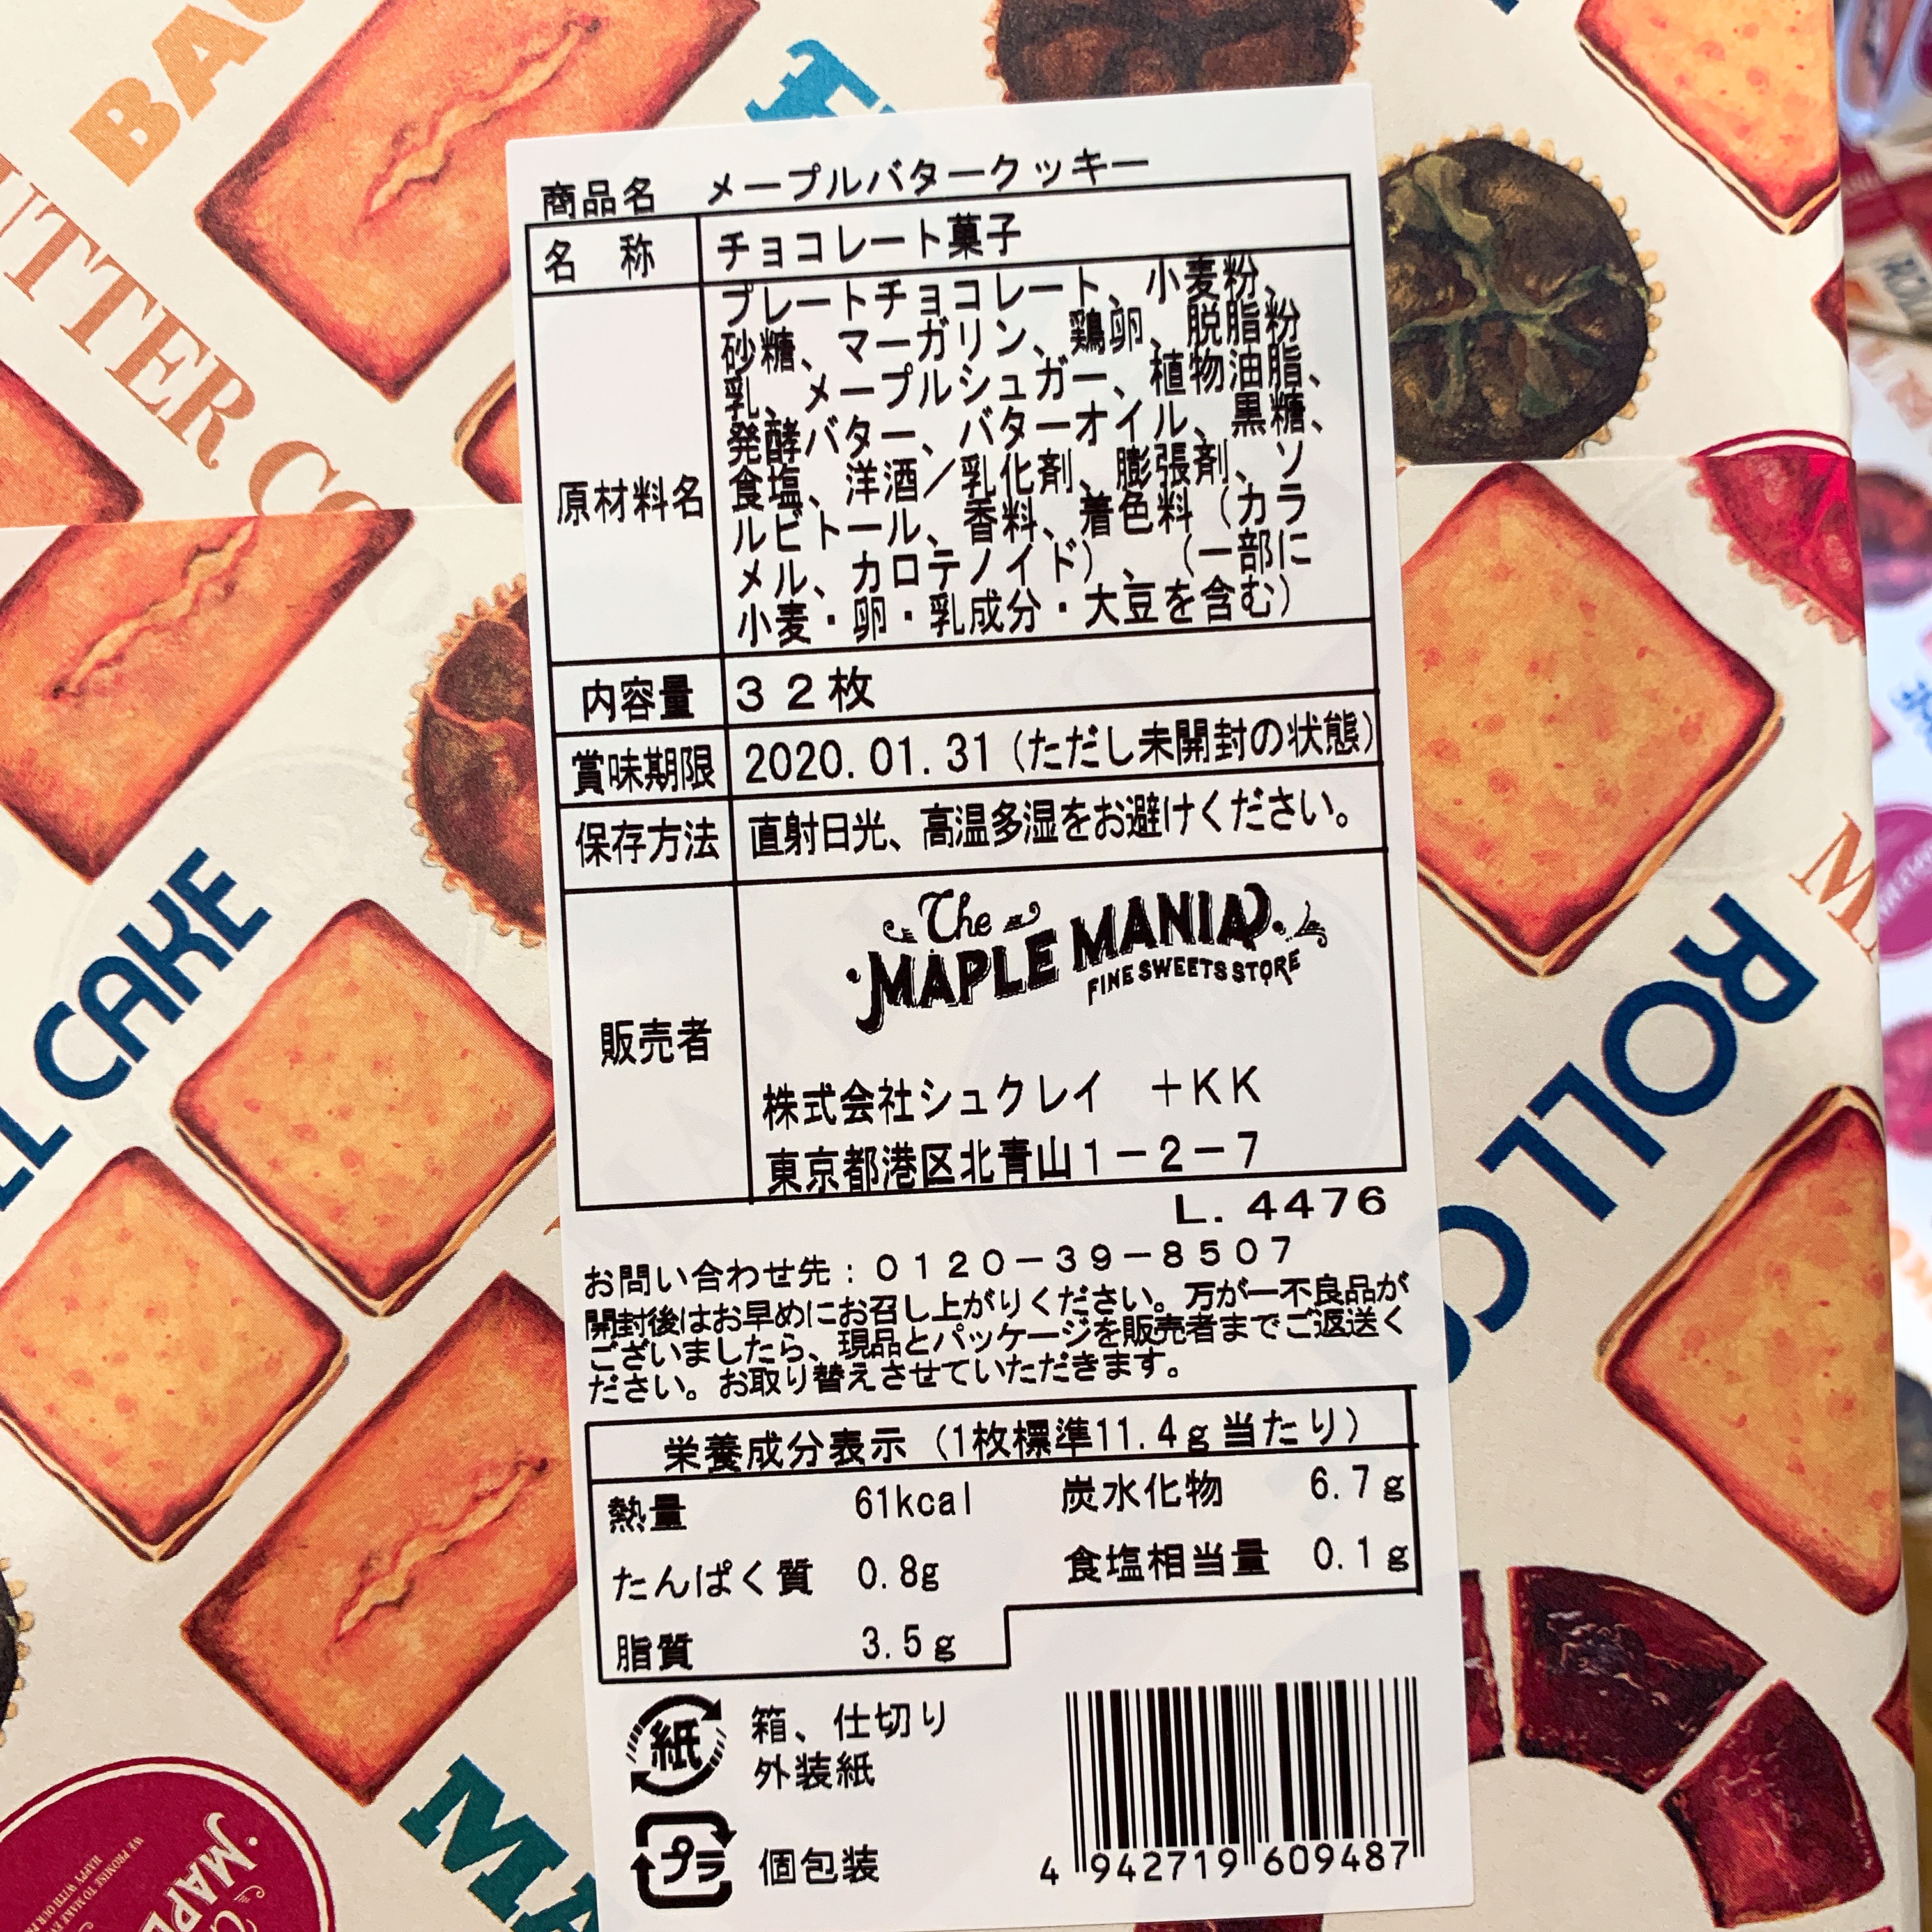 BA
UTTER CO
商品名 メープルバタークッキー
名 称 チョコレート菓子
原材料名
プレートチョコレート、小麦粉、
砂糖、マーガリン、鶏卵、脱脂粉
乳、メープルシュガー、植物油脂、
発酵バター、バターオイル、黒糖、
食塩、洋酒／乳化剤、膨張剤、ソ
ルビトール、香料、着色料（カラ
メル、カロテノイド）、（一部に
小麦・卵・乳成分・大豆を含む）
内容量 32枚
賞味期限 2020.01.31（ただし未開封の状態）
保存方法 直射日光、高温多湿をお避けください。
販売者
The
MAPLE MANIA
FINE SWEETS STORE
株式会社シュクレイ ＋KK
東京都港区北青山1－2－7
L. 4476
お問い合わせ先：0120－39－8507
開封後はお早めにお召し上がりください。万が一不良品が
ございましたら、現品とパッケージを販売者までご返送く
ださい。お取り替えさせていただきます。
栄養成分表示（1枚標準11.4g当たり）
熱量 61kcal 炭水化物 6.7g
たんぱく質 0.8g 食塩相当量 0.1g
脂質 3.5g
紙 箱、仕切り
外装紙
プラ 個包装
4 942719 609487
LL CAKE
ROLL C
M
MA
The
MAPL
WE PROMISE TO MAKE
HAPPY WITH OUR